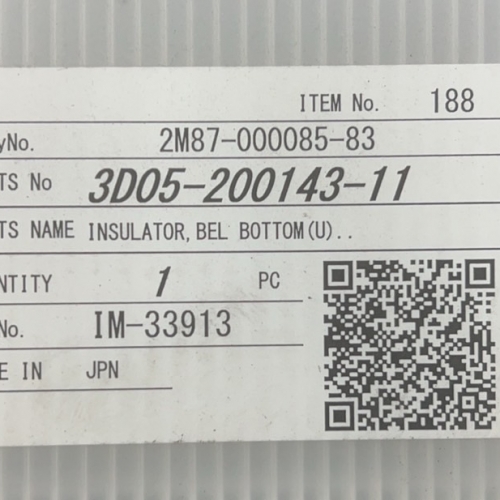 ITEM No. 188
yNo. 2M87-000085-83
TS No 3D05-200143-11
TS NAME INSULATOR, BEL BOTTOM(U)..
NTITY 1 PC
No. IM-33913
E IN JPN